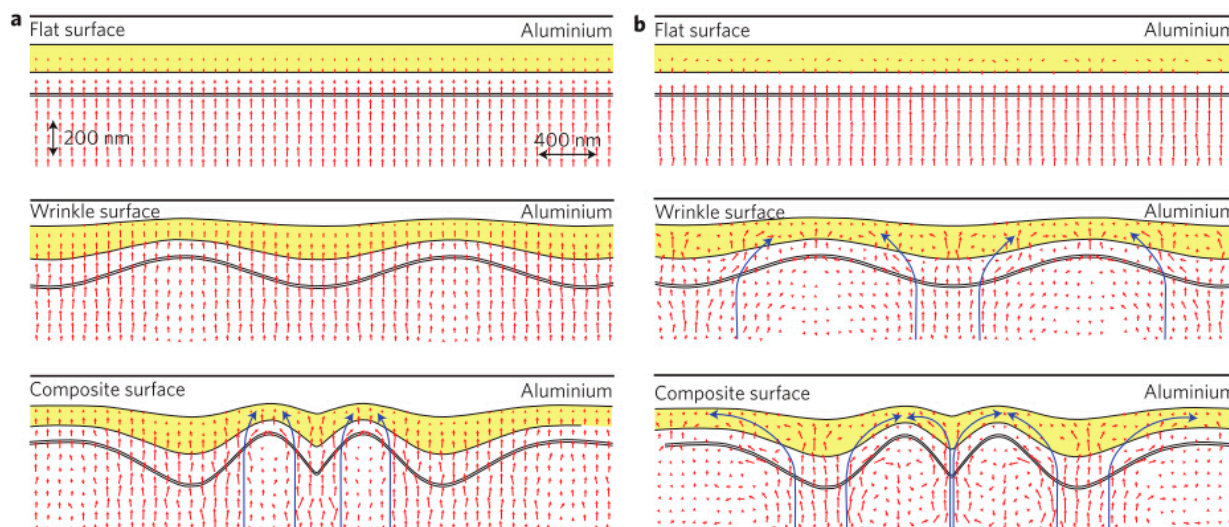 a
Flat surface Aluminium
200 nm
400 nm
Wrinkle surface Aluminium
Composite surface Aluminium
b
Flat surface Aluminium
Wrinkle surface Aluminium
Composite surface Aluminium